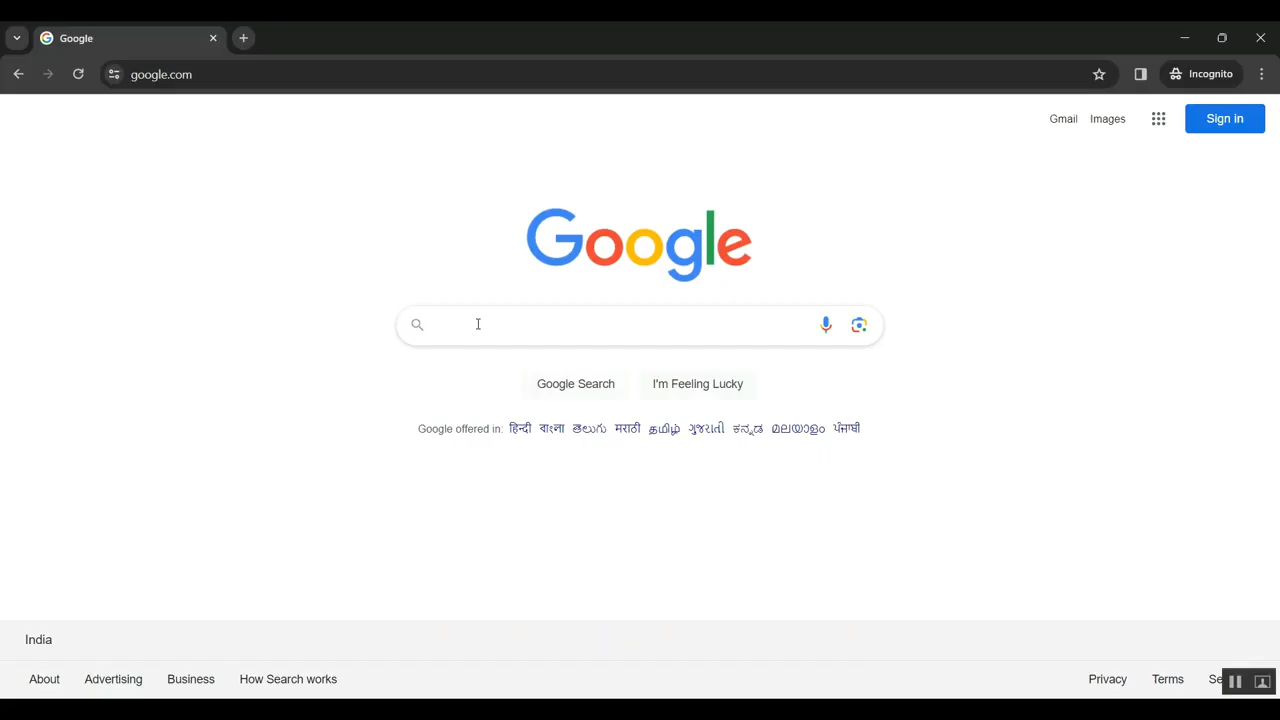 Google
google.com
Incognito
Gmail Images Sign in
Google
Google Search I'm Feeling Lucky
Google offered in: हिन्दी বাংলা తెలుగు मराठी தமிழ் ગુજરાતી ಕನ್ನಡ മലയാളം ਪੰਜਾਬੀ
India
About Advertising Business How Search works Privacy Terms Se